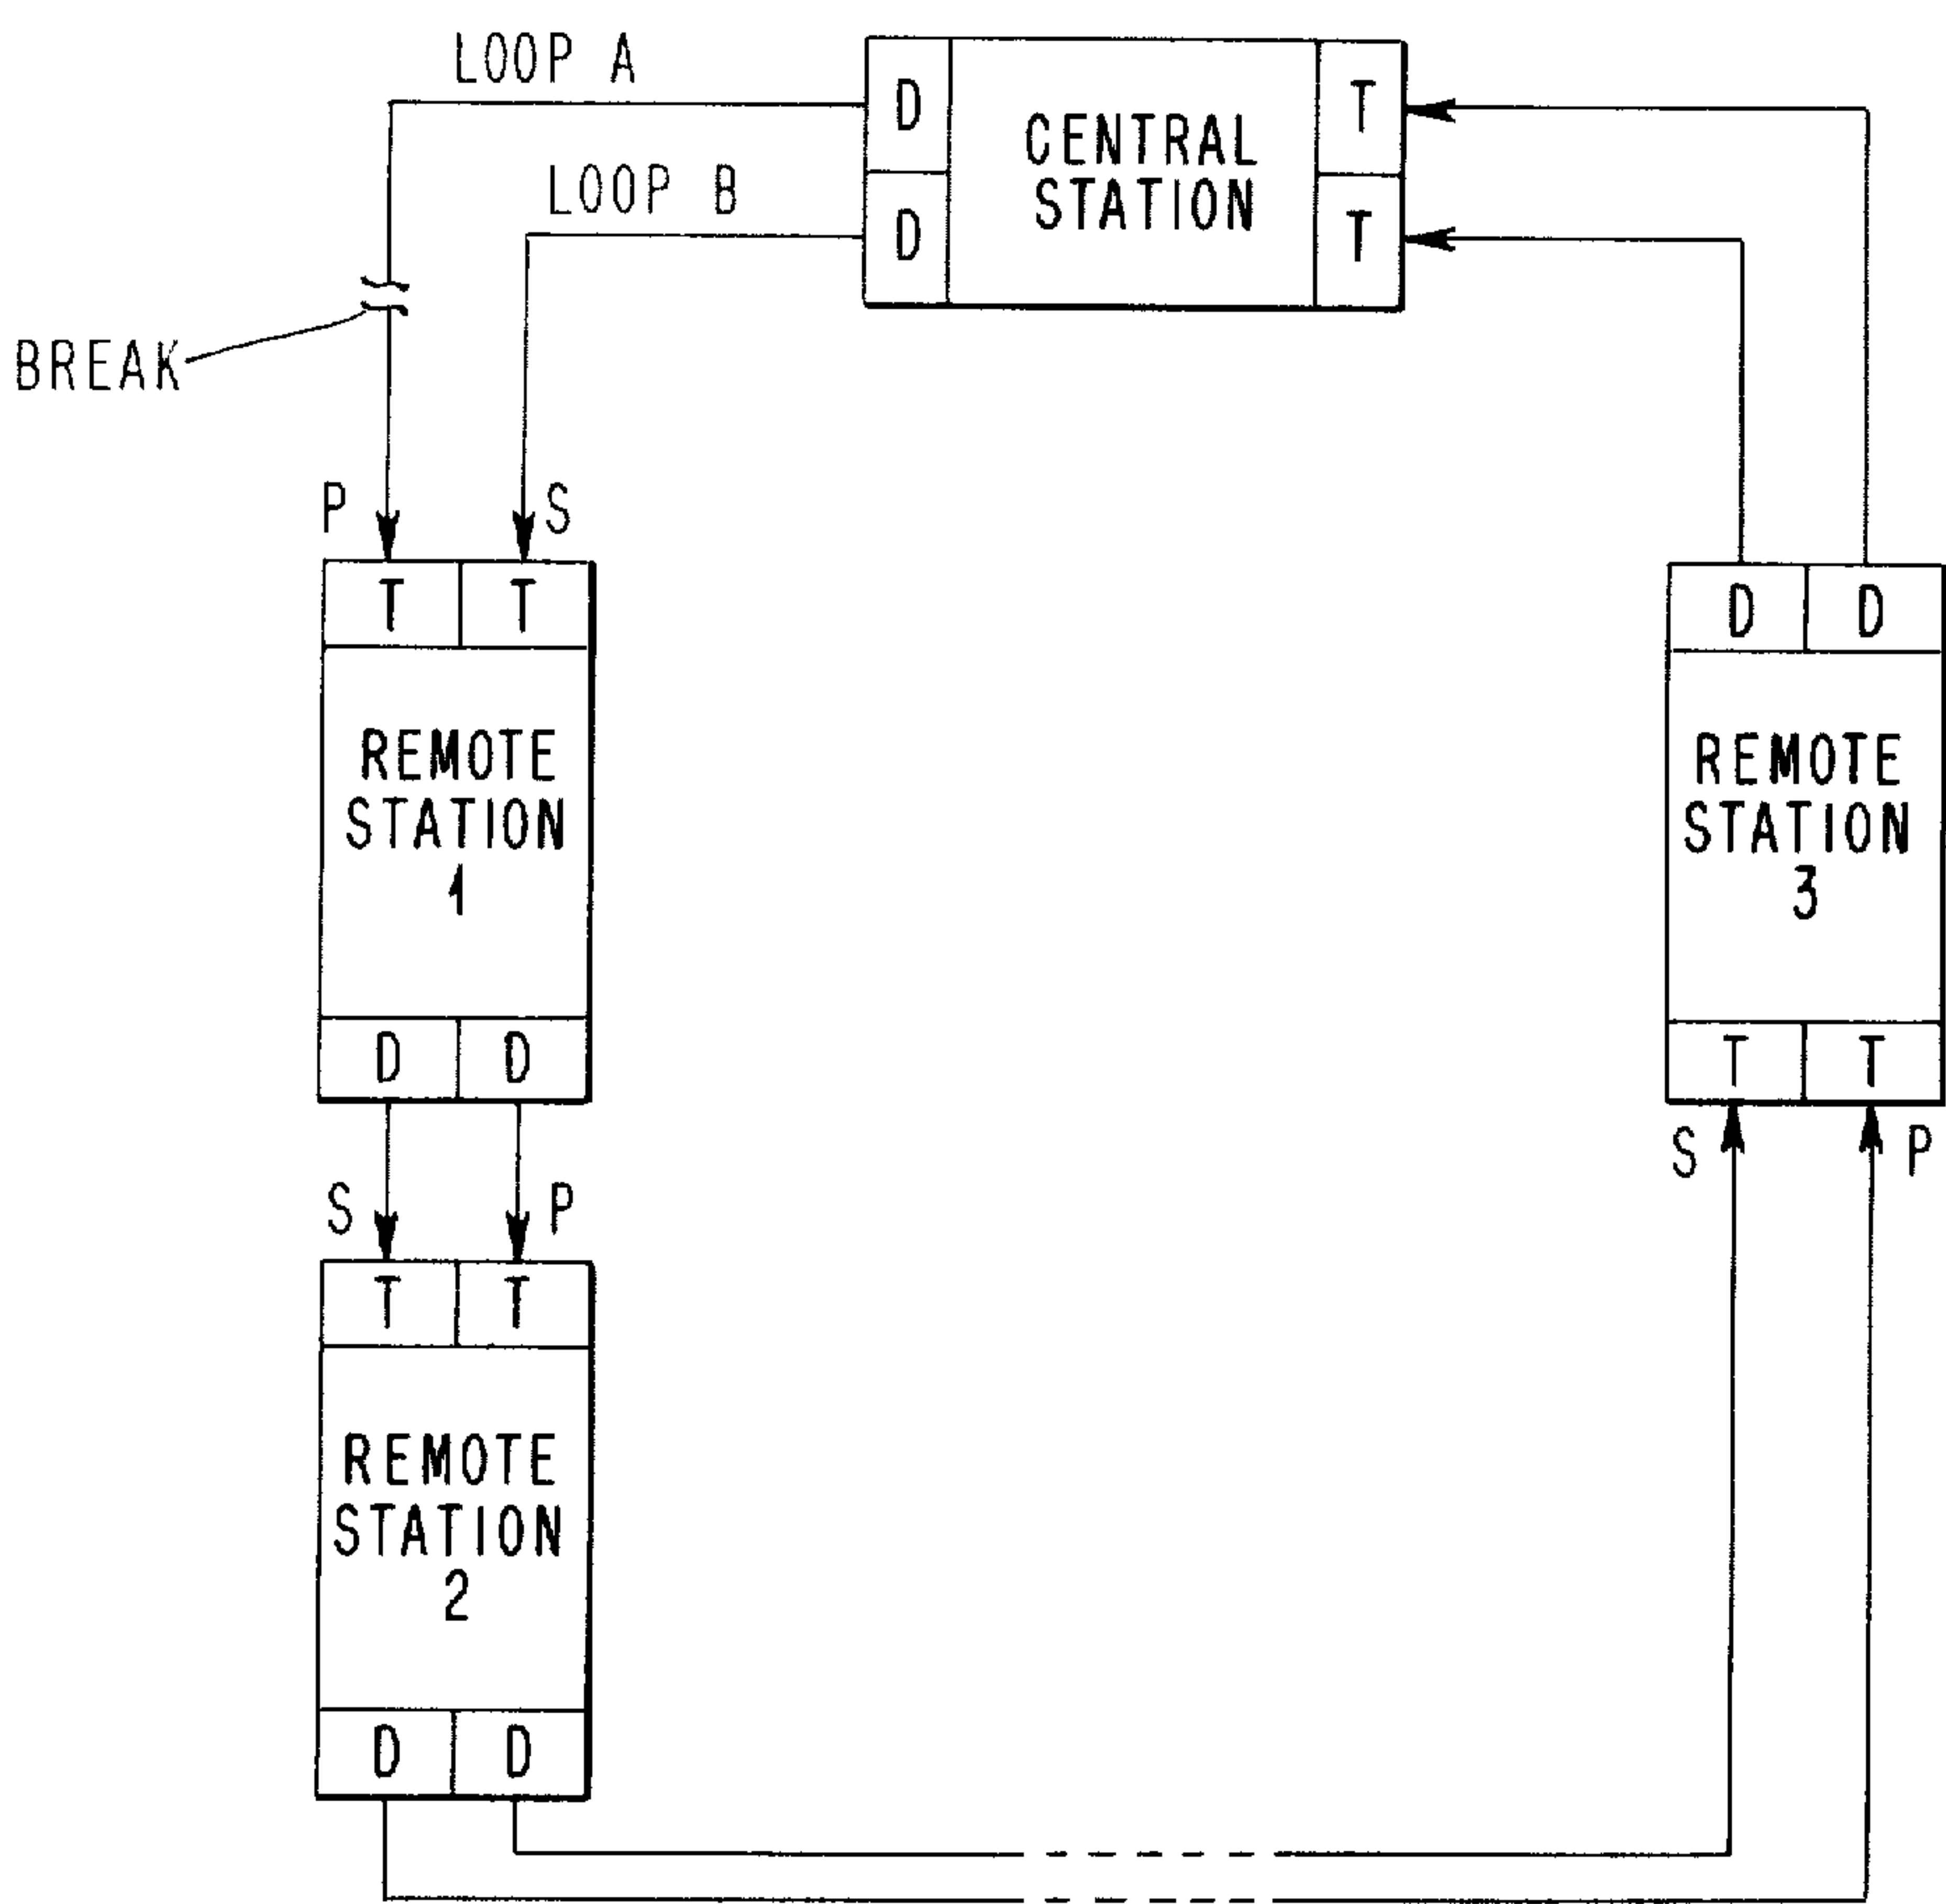 LOOP A
LOOP B
D
D
CENTRAL
STATION
T
T
BREAK
P
S
T
T
REMOTE
STATION
1
D
D
S
P
T
T
REMOTE
STATION
2
D
D
D
D
REMOTE
STATION
3
T
T
S
P